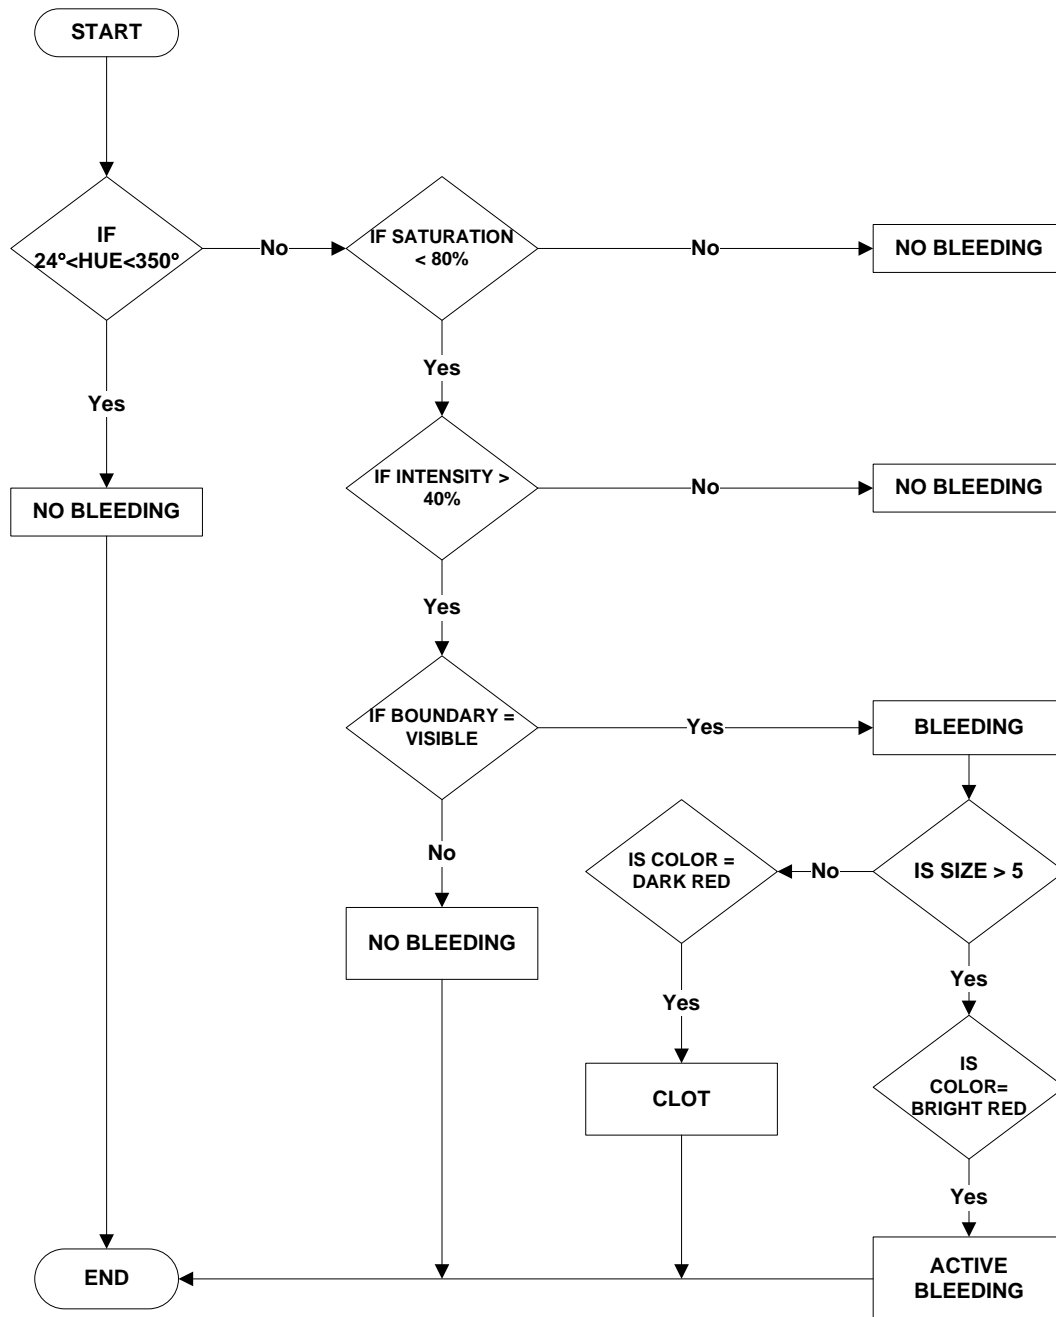 START
IF
24º<HUE<350º
No
IF SATURATION
< 80%
No
NO BLEEDING
Yes
Yes
NO BLEEDING
IF INTENSITY >
40%
No
NO BLEEDING
Yes
IF BOUNDARY =
VISIBLE
Yes
BLEEDING
No
NO BLEEDING
IS SIZE > 5
No
IS COLOR =
DARK RED
Yes
CLOT
Yes
IS
COLOR=
BRIGHT RED
Yes
ACTIVE
BLEEDING
END